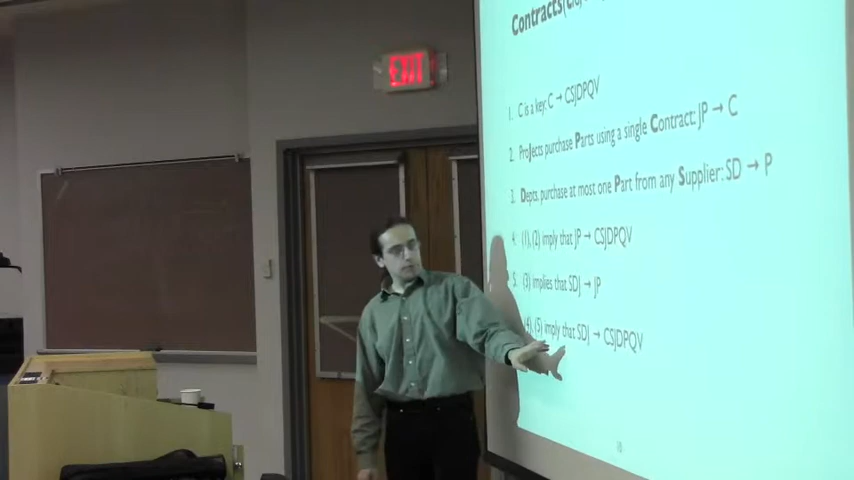 EXIT
Contracts(
1. C is a key: C → CSJDPQV
2. Projects purchase Parts using a single Contract: JP → C
3. Depts. purchase at most one Part from any Supplier: SD → P
4. (1), (2) imply that JP → CSJDPQV
5. (3) implies that SDJ → JP
(4), (5) imply that SDJ → CSJDPQV